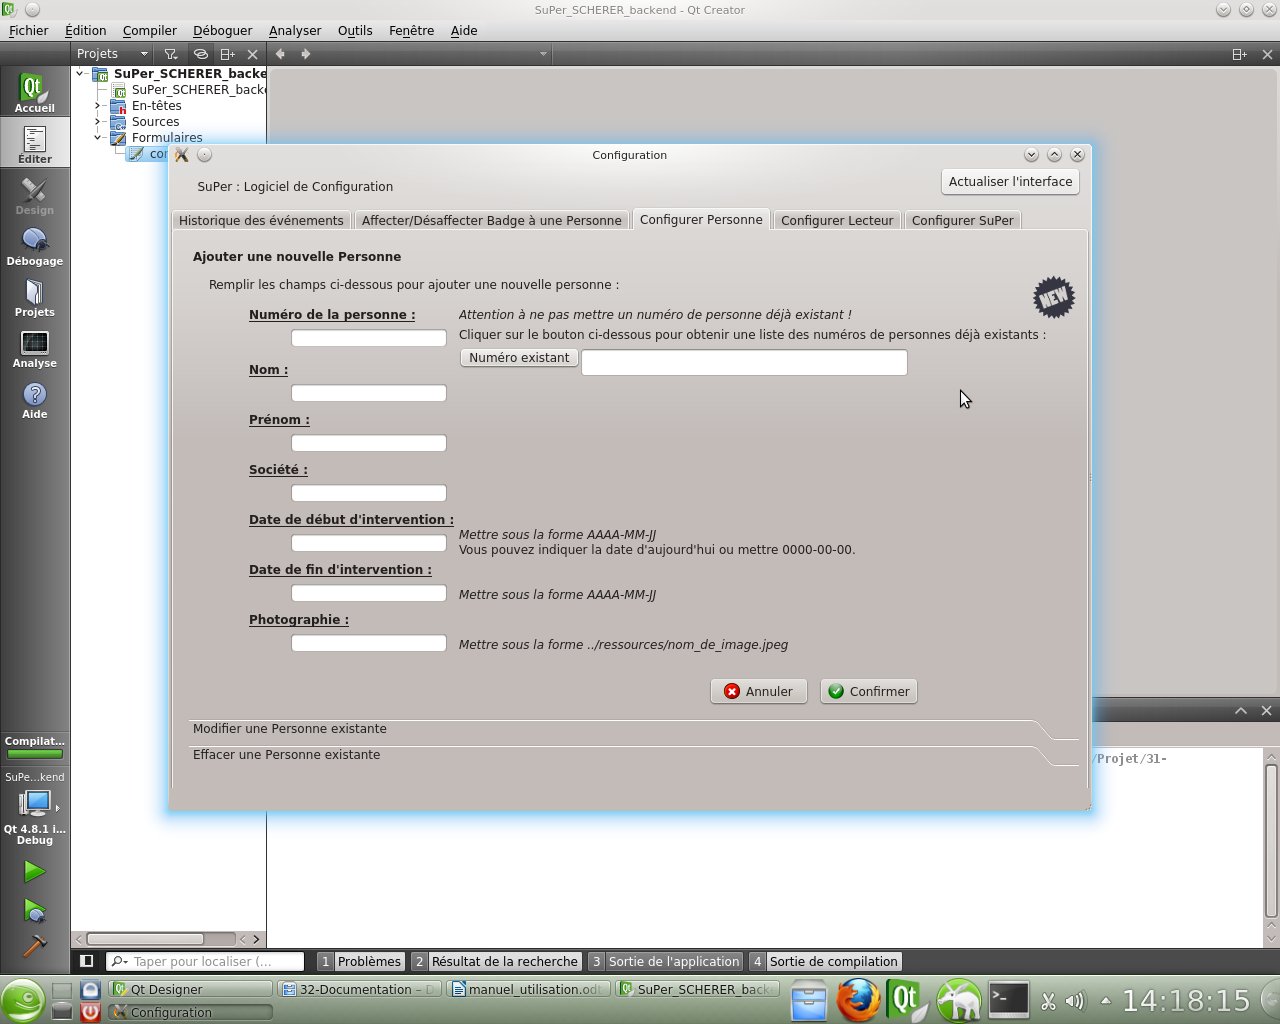 SuPer_SCHERER_backend - Qt Creator
Fichier Édition Compiler Déboguer Analyser Outils Fenêtre Aide
Projets
SuPer_SCHERER_backe
SuPer_SCHERER_backe
En-têtes
Sources
Formulaires
Accueil
Éditer
Design
Débogage
Projets
Analyse
Aide
Configuration
SuPer : Logiciel de Configuration
Actualiser l'interface
Historique des événements
Affecter/Désaffecter Badge à une Personne
Configurer Personne
Configurer Lecteur
Configurer SuPer
Ajouter une nouvelle Personne
Remplir les champs ci-dessous pour ajouter une nouvelle personne :
NEW
Numéro de la personne :
Attention à ne pas mettre un numéro de personne déjà existant !
Cliquer sur le bouton ci-dessous pour obtenir une liste des numéros de personnes déjà existants :
Numéro existant
Nom :
Prénom :
Société :
Date de début d'intervention :
Mettre sous la forme AAAA-MM-JJ
Vous pouvez indiquer la date d'aujourd'hui ou mettre 0000-00-00.
Date de fin d'intervention :
Mettre sous la forme AAAA-MM-JJ
Photographie :
Mettre sous la forme ../ressources/nom_de_image.jpeg
Annuler
Confirmer
Modifier une Personne existante
Effacer une Personne existante
/Projet/31-
Compilat...
SuPe...kend
Qt 4.8.1 i...
Debug
Taper pour localiser (...
1 Problèmes
2 Résultat de la recherche
3 Sortie de l'application
4 Sortie de compilation
Qt Designer
32-Documentation – D
manuel_utilisation.odt
SuPer_SCHERER_backe
Configuration
14:18:15